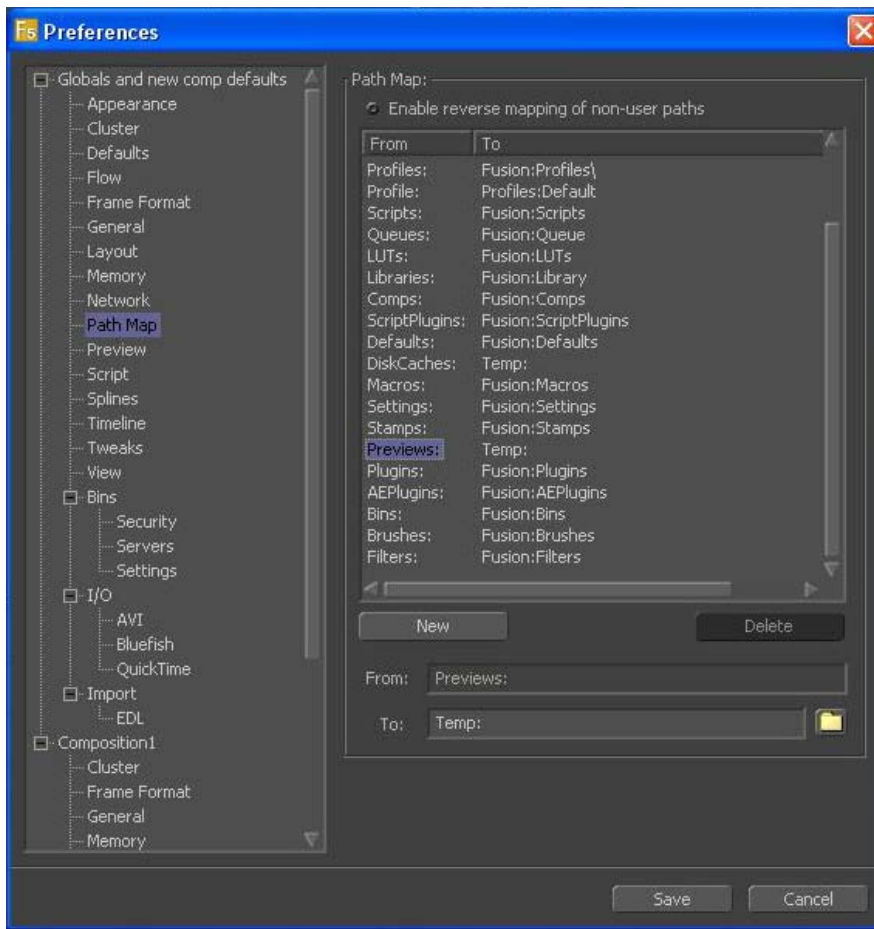 F5 Preferences
Globals and new comp defaults
Appearance
Cluster
Defaults
Flow
Frame Format
General
Layout
Memory
Network
Path Map
Preview
Script
Splines
Timeline
Tweaks
View
Bins
Security
Servers
Settings
I/O
AVI
Bluefish
QuickTime
Import
EDL
Composition1
Cluster
Frame Format
General
Memory
Path Map:
Enable reverse mapping of non-user paths
From To
Profiles: Fusion:Profiles\
Profile: Profiles:Default
Scripts: Fusion:Scripts
Queues: Fusion:Queue
LUTs: Fusion:LUTs
Libraries: Fusion:Library
Comps: Fusion:Comps
ScriptPlugins: Fusion:ScriptPlugins
Defaults: Fusion:Defaults
DiskCaches: Temp:
Macros: Fusion:Macros
Settings: Fusion:Settings
Stamps: Fusion:Stamps
Previews: Temp:
Plugins: Fusion:Plugins
AEPlugins: Fusion:AEPlugins
Bins: Fusion:Bins
Brushes: Fusion:Brushes
Filters: Fusion:Filters
New Delete
From: Previews:
To: Temp:
Save Cancel